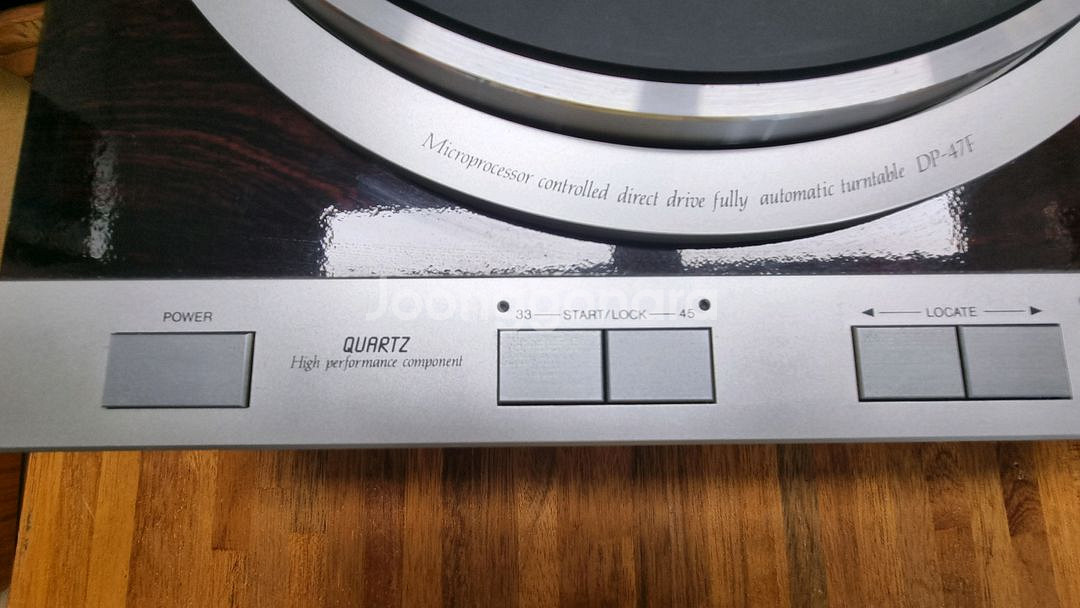 Microprocessor controlled direct drive fully automatic turntable DP-47F
Joonggonara
POWER
QUARTZ
High performance component
33 START/LOCK 45
◀ LOCATE ▶